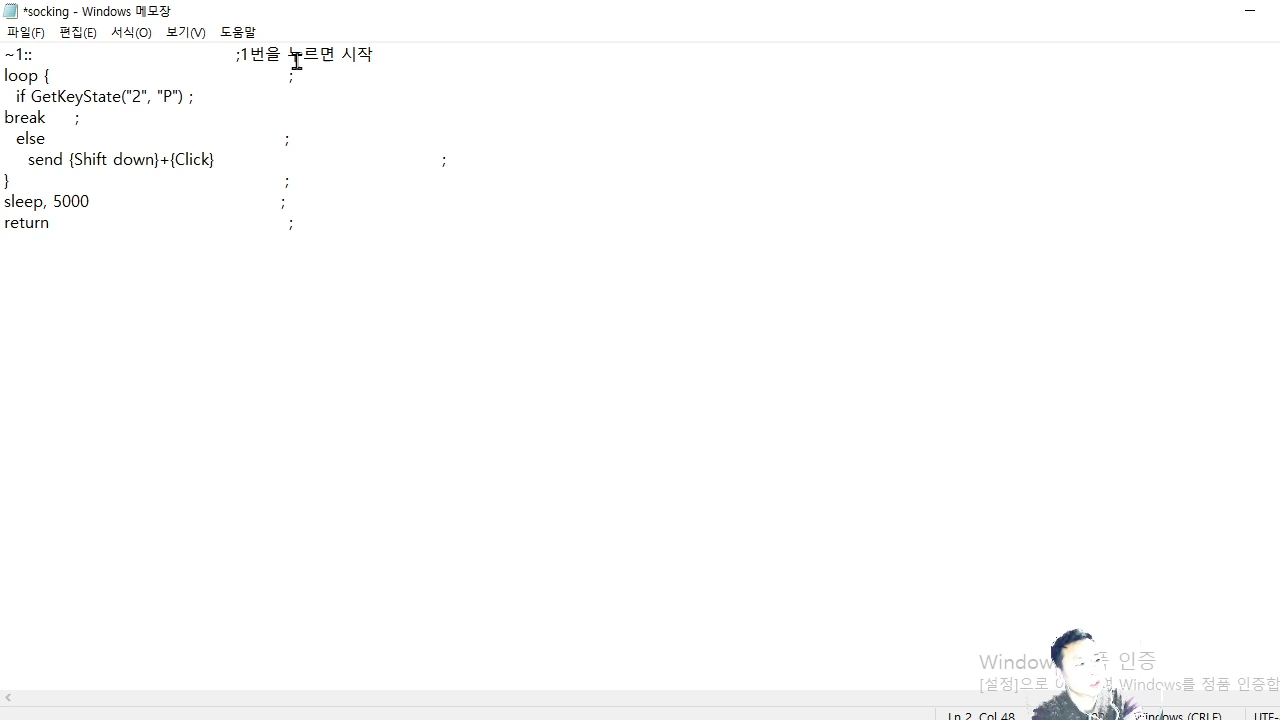 *socking - Windows 메모장
파일(F) 편집(E) 서식(O) 보기(V) 도움말
~1:: ;1번을 누르면 시작
loop { ;
if GetKeyState("2", "P") ;
break ;
else ;
send {Shift down}+{Click} ;
} ;
sleep, 5000 ;
return ;
인증
[설정]으로 Windows를 정품 인증합
Ln 2, Col 48 (CRLF) UTF-